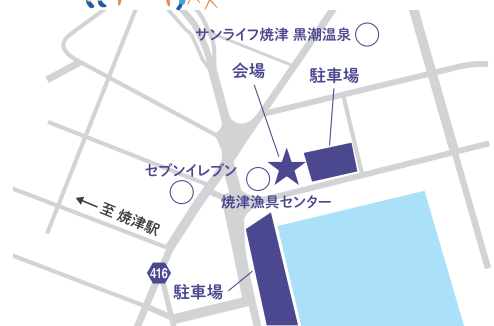 サンライフ焼津 黒潮温泉
会場
駐車場
セブンイレブン
焼津漁具センター
← 至 焼津駅
416
駐車場